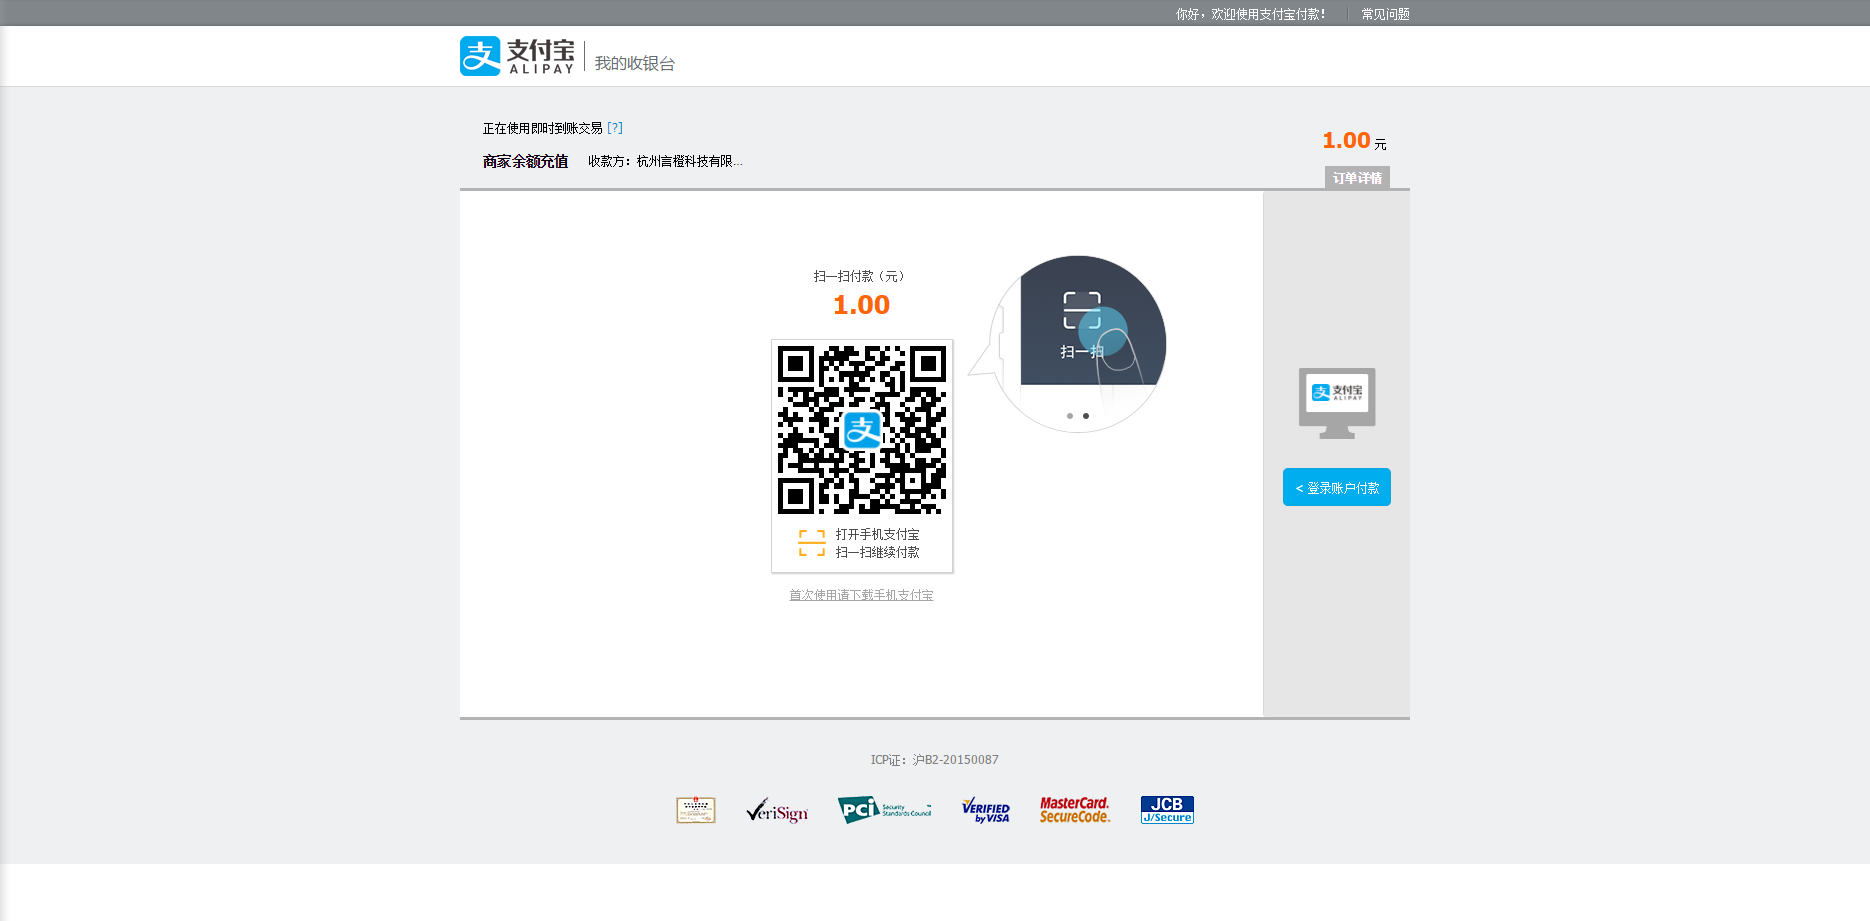 你好，欢迎使用支付宝付款！ 常见问题
支付宝
ALIPAY
我的收银台
正在使用即时到账交易 [?]
商家余额充值 收款方：杭州言橙科技有限...
1.00 元
订单详情
扫一扫付款（元）
1.00
支
扫一扫
打开手机支付宝
扫一扫继续付款
首次使用请下载手机支付宝
支付宝
ALIPAY
< 登录账户付款
ICP证：沪B2-20150087
VeriSign
PCI Security Standards Council
VERIFIED by VISA
MasterCard. SecureCode.
JCB J/Secure